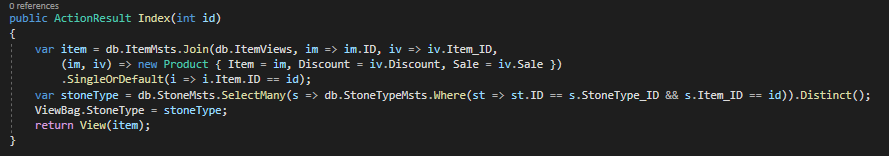 0 references
public ActionResult Index(int id)
{
var item = db.ItemMsts.Join(db.ItemViews, im => im.ID, iv => iv.Item_ID,
(im, iv) => new Product { Item = im, Discount = iv.Discount, Sale = iv.Sale })
.SingleOrDefault(i => i.Item.ID == id);
var stoneType = db.StoneMsts.SelectMany(s => db.StoneTypeMsts.Where(st => st.ID == s.StoneType_ID && s.Item_ID == id)).Distinct();
ViewBag.StoneType = stoneType;
return View(item);
}